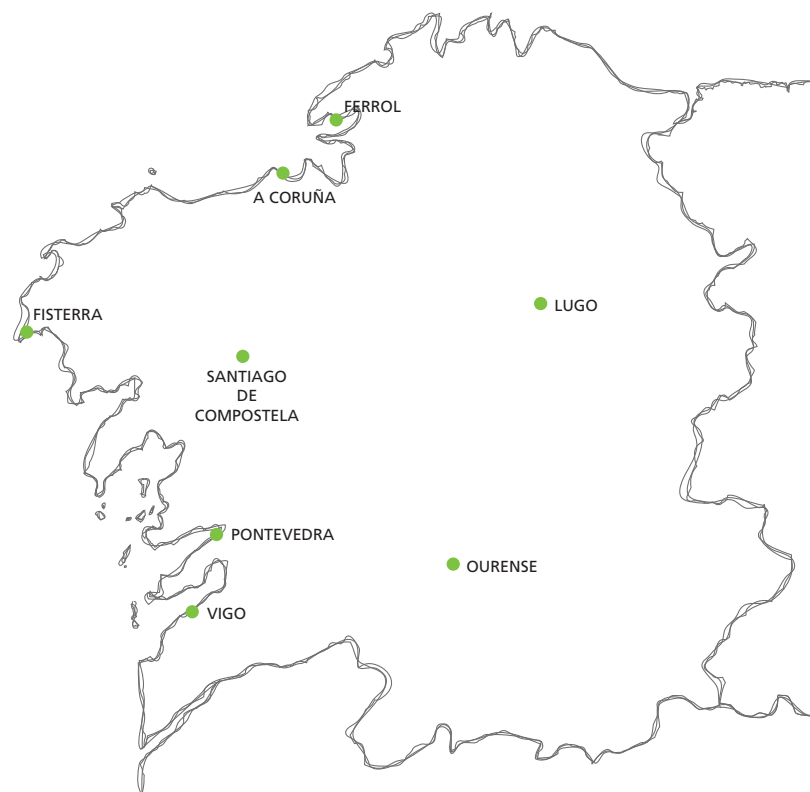 FERROL
A CORUÑA
LUGO
FISTERRA
SANTIAGO
DE
COMPOSTELA
PONTEVEDRA
OURENSE
VIGO